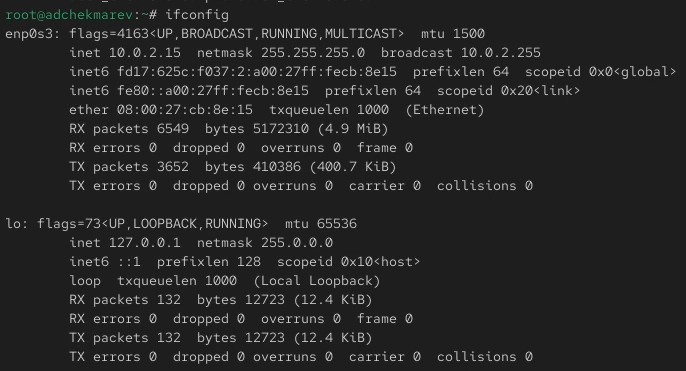 root@adchekmarev:~# ifconfig
enp0s3: flags=4163<UP,BROADCAST,RUNNING,MULTICAST>  mtu 1500
        inet 10.0.2.15  netmask 255.255.255.0  broadcast 10.0.2.255
        inet6 fd17:625c:f037:2:a00:27ff:fecb:8e15  prefixlen 64  scopeid 0x0<global>
        inet6 fe80::a00:27ff:fecb:8e15  prefixlen 64  scopeid 0x20<link>
        ether 08:00:27:cb:8e:15  txqueuelen 1000  (Ethernet)
        RX packets 6549  bytes 5172310 (4.9 MiB)
        RX errors 0  dropped 0  overruns 0  frame 0
        TX packets 3652  bytes 410386 (400.7 KiB)
        TX errors 0  dropped 0 overruns 0  carrier 0  collisions 0

lo: flags=73<UP,LOOPBACK,RUNNING>  mtu 65536
        inet 127.0.0.1  netmask 255.0.0.0
        inet6 ::1  prefixlen 128  scopeid 0x10<host>
        loop  txqueuelen 1000  (Local Loopback)
        RX packets 132  bytes 12723 (12.4 KiB)
        RX errors 0  dropped 0  overruns 0  frame 0
        TX packets 132  bytes 12723 (12.4 KiB)
        TX errors 0  dropped 0 overruns 0  carrier 0  collisions 0